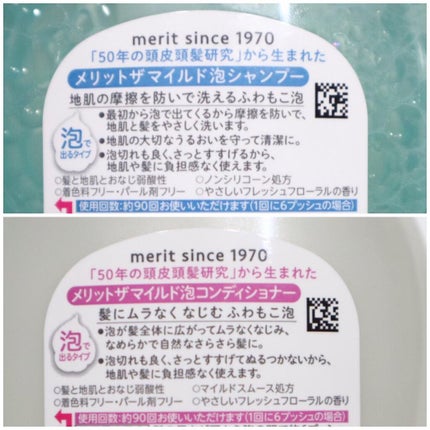 merit since 1970
「50年の頭皮頭髪研究」から生まれた
メリットザマイルド泡シャンプー
地肌の摩擦を防いで洗えるふわもこ泡
泡で
出るタイプ
●最初から泡で出てくるから摩擦を防いで、
地肌と髪をやさしく洗います。
●地肌の大切なうるおいを守って清潔に。
●泡切れも良く、さっとすすげるから、
地肌や髪に負担感なく使えます。
○髪と地肌とおなじ弱酸性 ○ノンシリコーン処方
○着色料フリー・パール剤フリー ○やさしいフレッシュフローラルの香り
使用回数:約90回お使いいただけます(1回に6プッシュの場合)
merit since 1970
「50年の頭皮頭髪研究」から生まれた
メリットザマイルド泡コンディショナー
髪にムラなくなじむ ふわもこ泡
泡で
出るタイプ
●泡が髪全体に広がってムラなくなじみ、
なめらかで自然なさらさら髪に。
●泡切れも良く、さっとすすげてぬるつかないから、
地肌や髪に負担感なく使えます。
○髪と地肌とおなじ弱酸性 ○マイルドスムース処方
○着色料フリー・パール剤フリー ○やさしいフレッシュフローラルの香り
使用回数:約90回お使いいただけます(1回に6プッシュの場合)